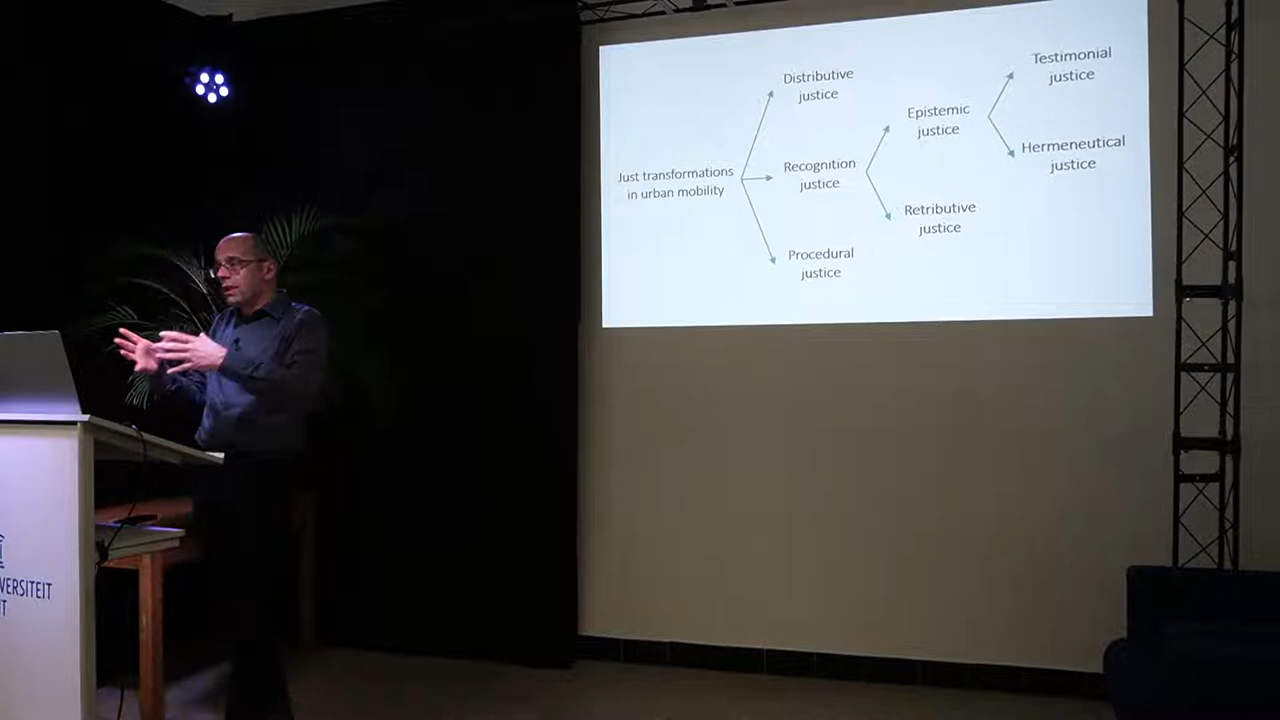 Just transformations
in urban mobility
Distributive
justice
Recognition
justice
Procedural
justice
Epistemic
justice
Retributive
justice
Testimonial
justice
Hermeneutical
justice
VERSITEIT
T